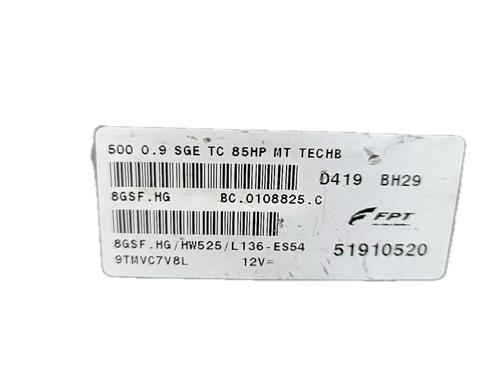 500 0.9 SGE TC 85HP MT TECHB
D419 BH29
8GSF.HG BC.0108825.C
FPT
8GSF.HG/HW525/L136-ES54
51910520
9TMVC7V8L 12V=